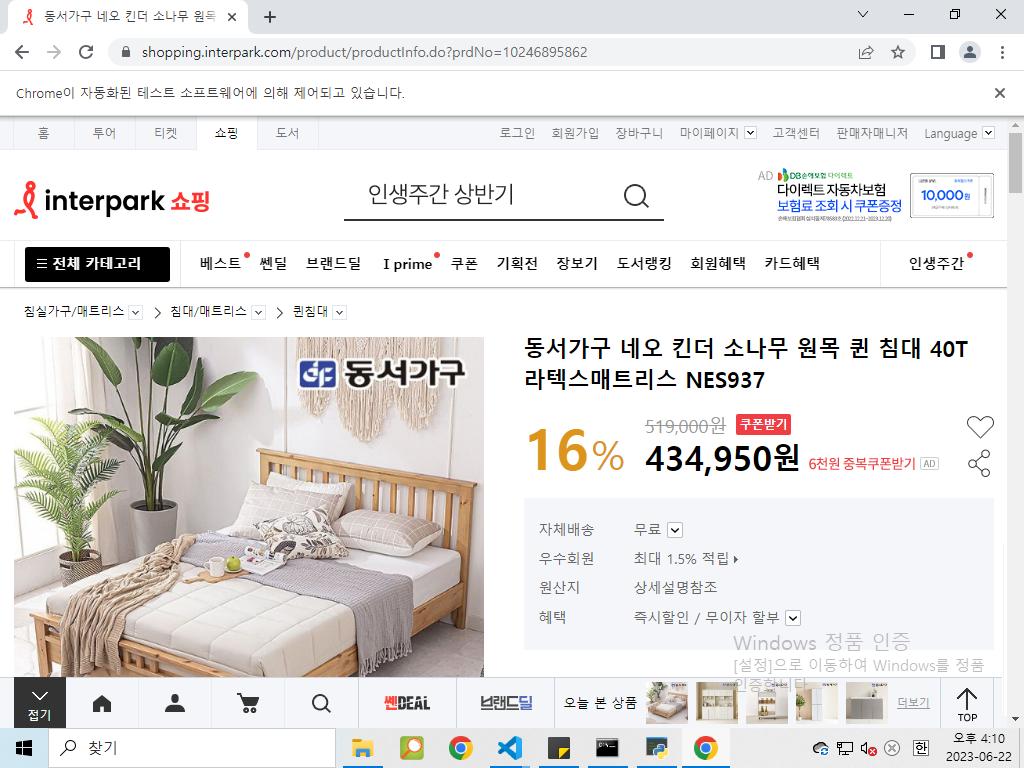 동서가구 네오 킨더 소나무 원목
shopping.interpark.com/product/productInfo.do?prdNo=10246895862
Chrome이 자동화된 테스트 소프트웨어에 의해 제어되고 있습니다.
홈 투어 티켓 쇼핑 도서 로그인 회원가입 장바구니 마이페이지 고객센터 판매자매니저 Language
interpark 쇼핑
인생주간 상반기
AD DB손해보험 다이렉트
다이렉트 자동차보험
보험료 조회 시 쿠폰증정
10,000원
전체 카테고리 베스트 쎈딜 브랜드딜 I prime 쿠폰 기획전 장보기 도서랭킹 회원혜택 카드혜택 인생주간
침실가구/매트리스 침대/매트리스 퀸침대
동서가구
동서가구 네오 킨더 소나무 원목 퀸 침대 40T
라텍스매트리스 NES937
16% 519,000원 쿠폰받기
434,950원 6천원 중복쿠폰받기 AD
자체배송 무료
우수회원 최대 1.5% 적립
원산지 상세설명참조
혜택 즉시할인 / 무이자 할부
Windows 정품 인증
[설정]으로 이동하여 Windows를 정품
인증합니다.
접기 쎈DEAL 브랜드딜 오늘 본 상품 더보기 TOP
찾기
한
오후 4:10
2023-06-22